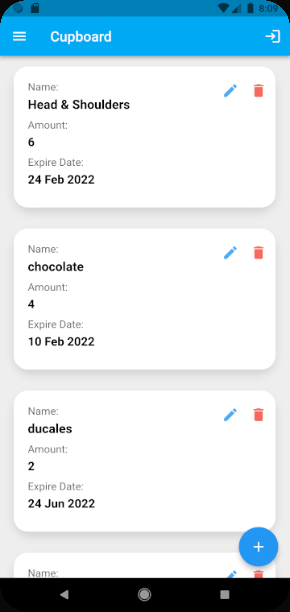 8:09
Cupboard
Name:
Head & Shoulders
Amount:
6
Expire Date:
24 Feb 2022
Name:
chocolate
Amount:
4
Expire Date:
10 Feb 2022
Name:
ducales
Amount:
2
Expire Date:
24 Jun 2022
Name: